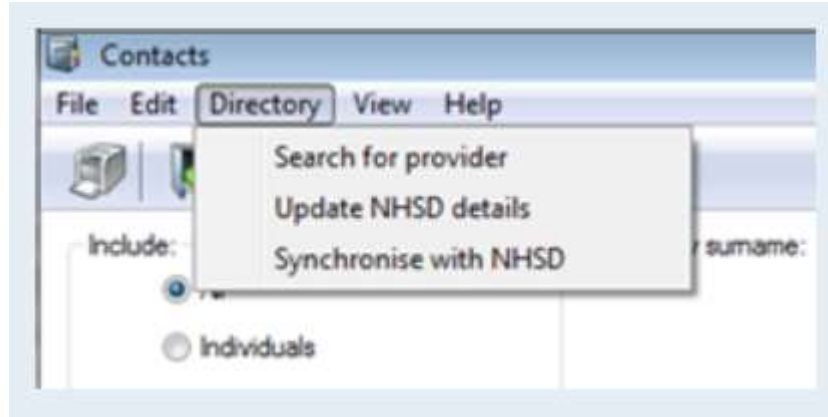 Contacts
File Edit Directory View Help
Search for provider
Update NHSD details
Synchronise with NHSD
Include:
surname:
Individuals